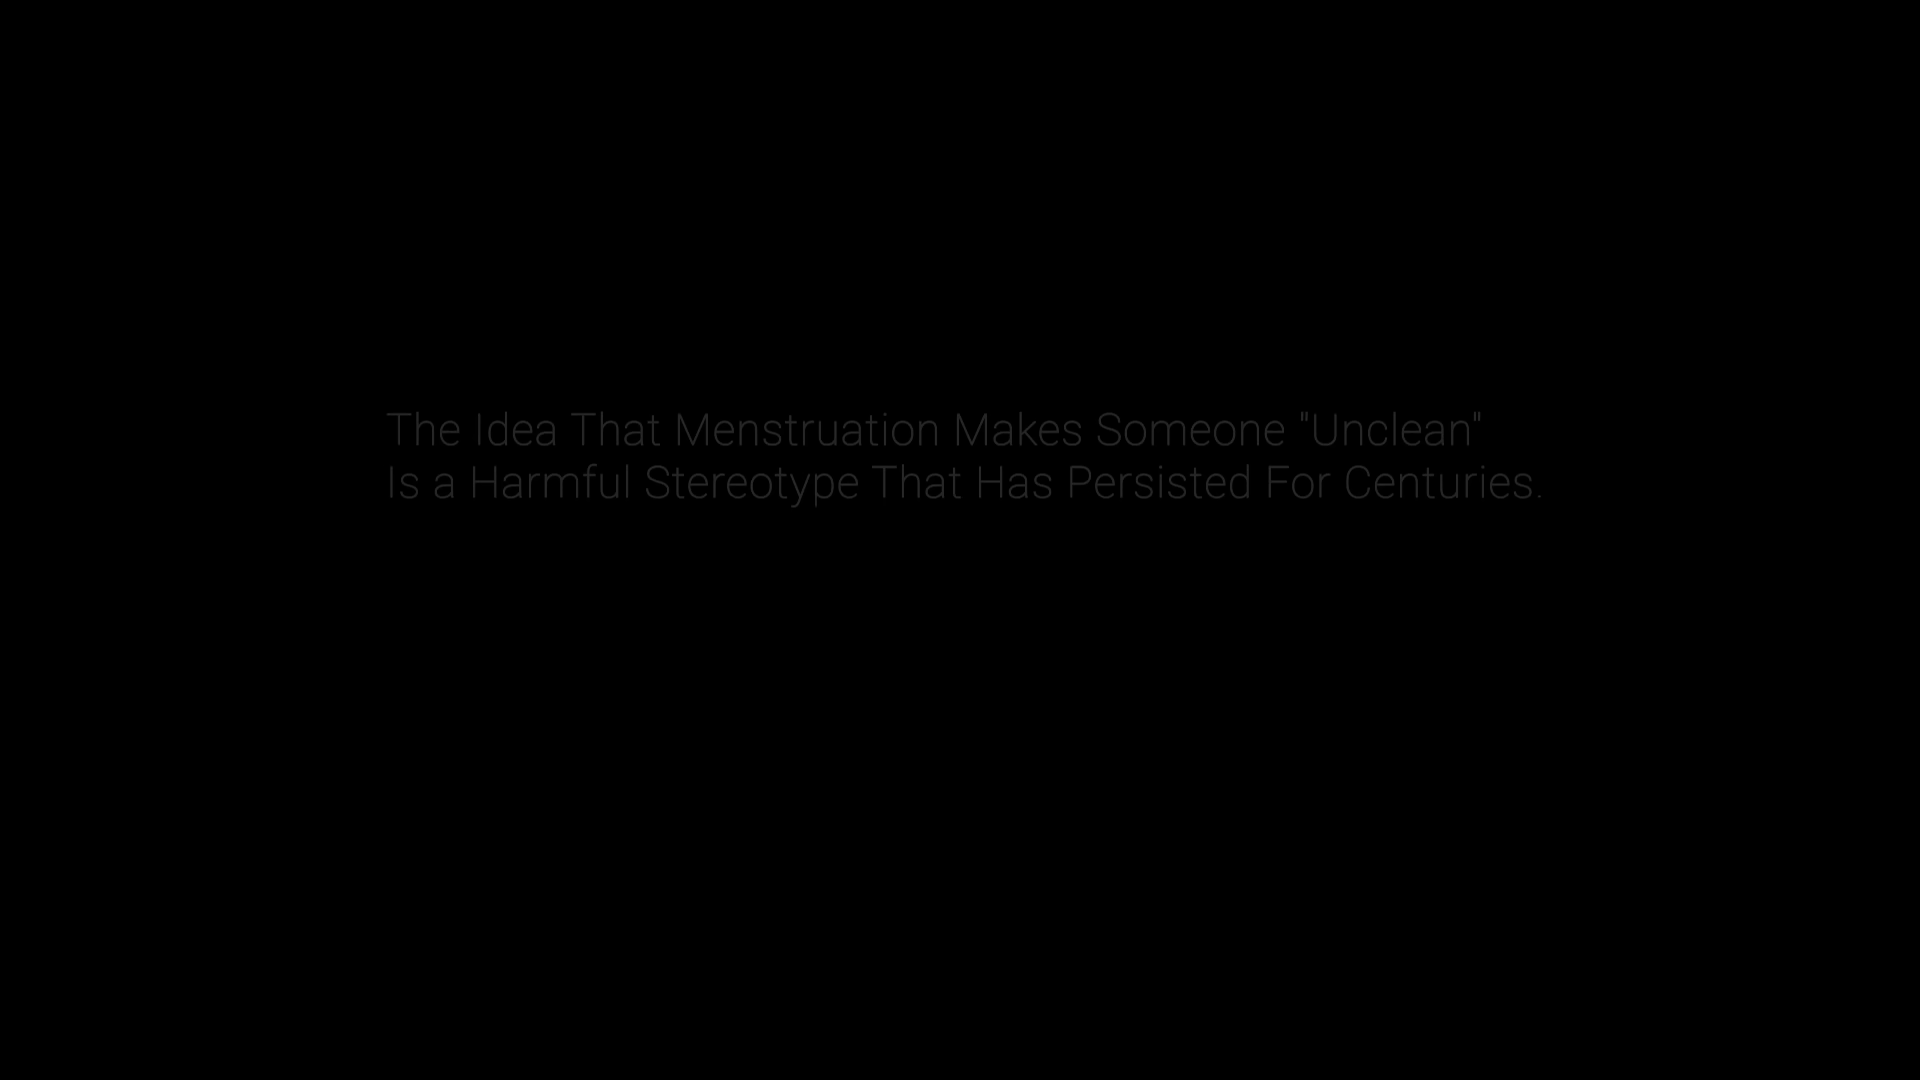 The Idea That Menstruation Makes Someone "Unclean"
Is a Harmful Stereotype That Has Persisted For Centuries.